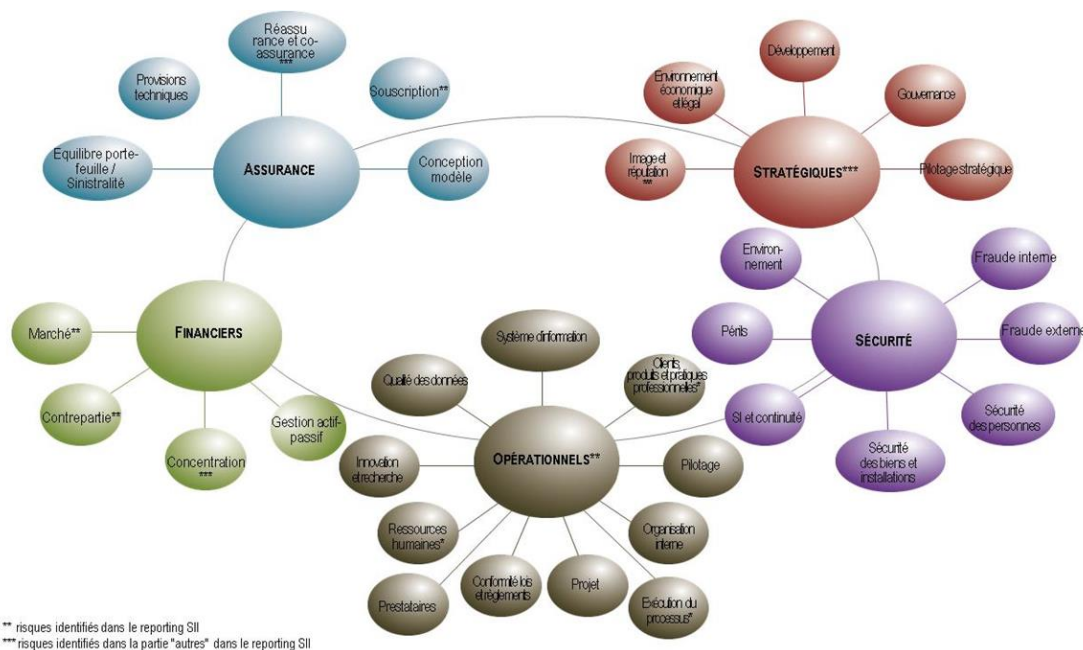 Réassu
rance et co-
assurance
***
Provisions
techniques
Souscription**
Equilibre porte-
feuille /
Sinistralité
ASSURANCE
Conception
modèle
Développement
Environnement
économique
et légal
Gouvernance
Image et
réputation
**
STRATÉGIQUES***
Pilotage stratégique
Environ-
nement
Fraude interne
Périls
SÉCURITÉ
Fraude externe
SI et continuité
Sécurité
des personnes
Sécurité
des biens et
installations
Marché**
FINANCIERS
Contrepartie**
Concentration
***
Gestion actif-
passif
Système d'information
Qualité des données
Clients,
produits et pratiques
professionnelles*
Innovation
et recherche
OPÉRATIONNELS**
Pilotage
Ressources
humaines*
Organisation
interne
Prestataires
Conformité lois
et règlements
Projet
Exécution du
processus*
** risques identifiés dans le reporting SII
*** risques identifiés dans la partie "autres" dans le reporting SII